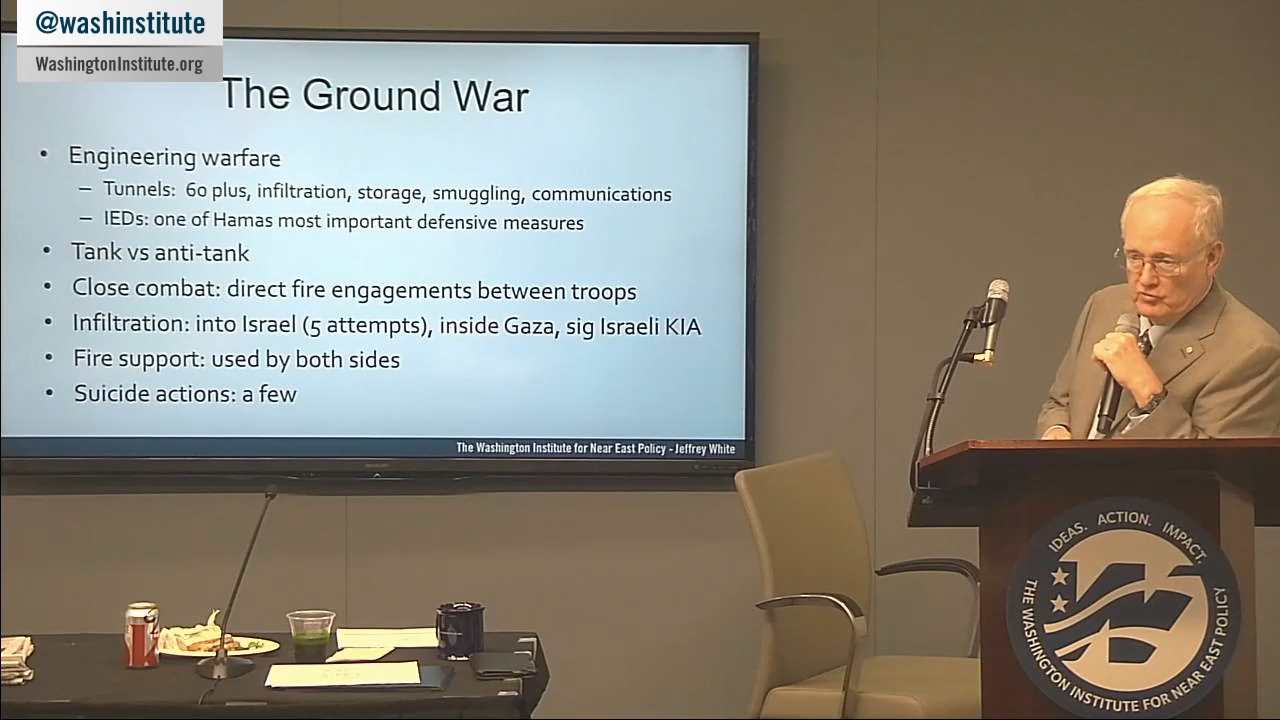 @washinstitute
WashingtonInstitute.org
The Ground War
• Engineering warfare
– Tunnels: 60 plus, infiltration, storage, smuggling, communications
– IEDs: one of Hamas most important defensive measures
• Tank vs anti-tank
• Close combat: direct fire engagements between troops
• Infiltration: into Israel (5 attempts), inside Gaza, sig Israeli KIA
• Fire support: used by both sides
• Suicide actions: a few
The Washington Institute for Near East Policy - Jeffrey White
IDEAS. ACTION. IMPACT.
THE WASHINGTON INSTITUTE FOR NEAR EAST POLICY